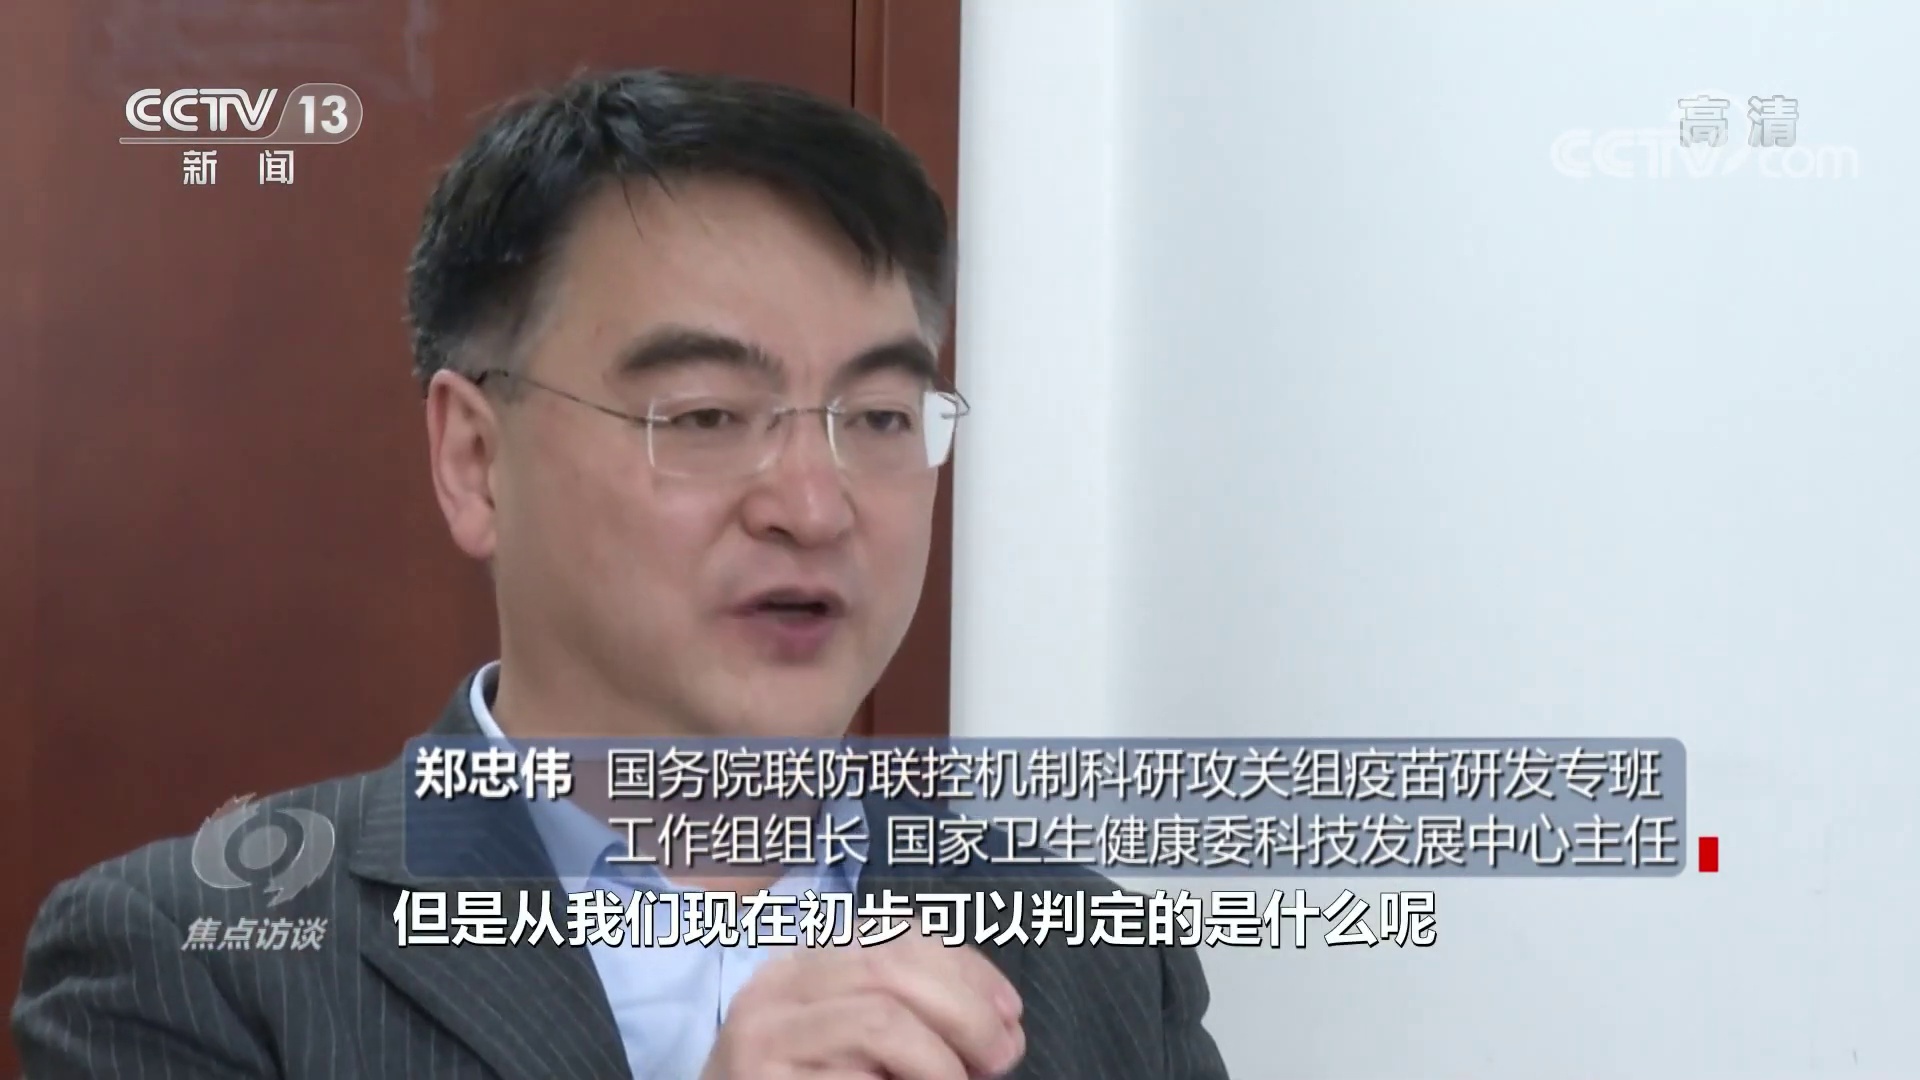 CCTV 13
新闻
高清
CCTV.com
郑忠伟 国务院联防联控机制科研攻关组疫苗研发专班
工作组组长 国家卫生健康委科技发展中心主任
焦点访谈
但是从我们现在初步可以判定的是什么呢